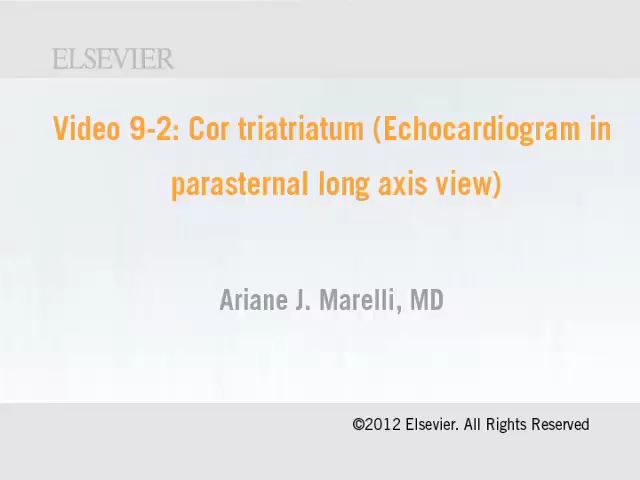 ELSEVIER
Video 9-2: Cor triatriatum (Echocardiogram in
parasternal long axis view)
Ariane J. Marelli, MD
©2012 Elsevier. All Rights Reserved